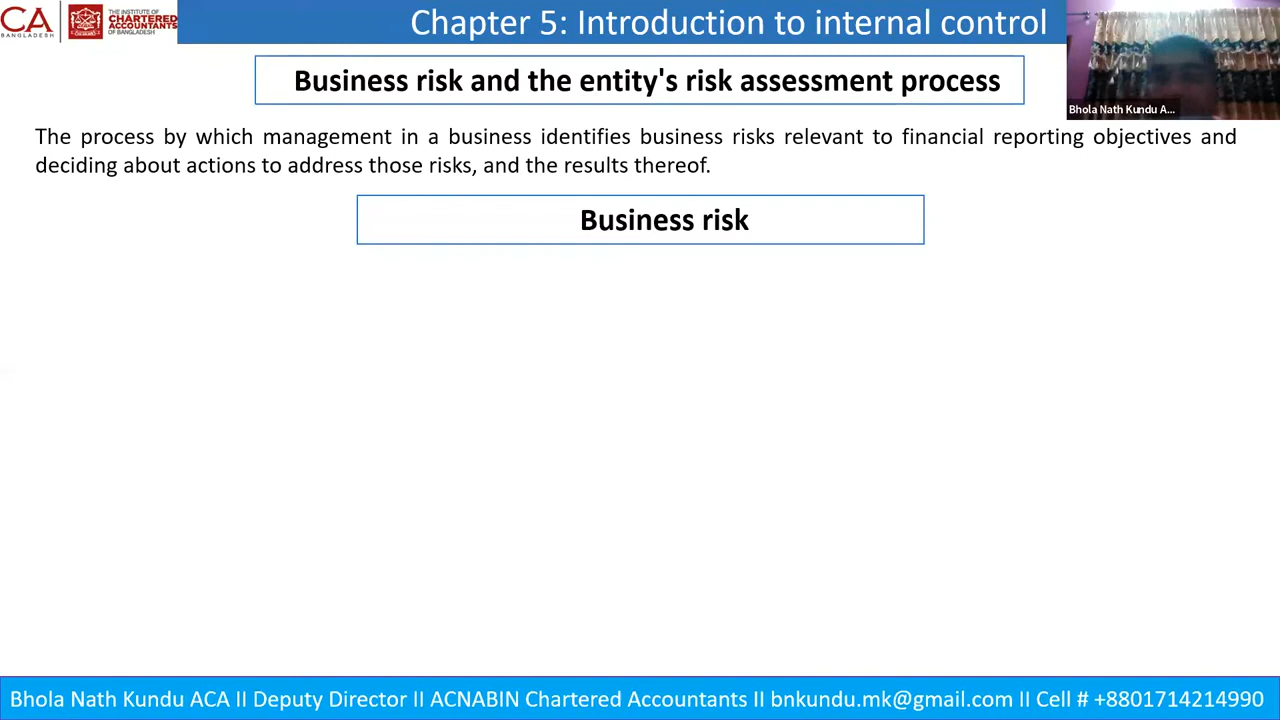 CA
BANGLADESH
THE INSTITUTE OF
CHARTERED
ACCOUNTANTS
OF BANGLADESH
Chapter 5: Introduction to internal control
Bhola Nath Kundu A...
Business risk and the entity's risk assessment process
The process by which management in a business identifies business risks relevant to financial reporting objectives and
deciding about actions to address those risks, and the results thereof.
Business risk
Bhola Nath Kundu ACA II Deputy Director II ACNABIN Chartered Accountants II bnkundu.mk@gmail.com II Cell # +8801714214990